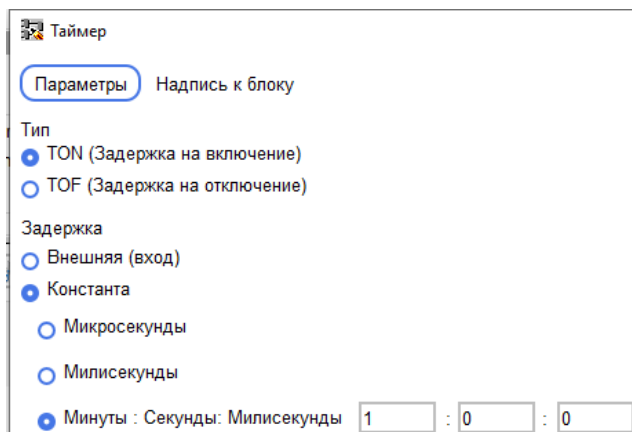 Таймер
Параметры Надпись к блоку
Тип
TON (Задержка на включение)
TOF (Задержка на отключение)
Задержка
Внешняя (вход)
Константа
Микросекунды
Милисекунды
Минуты : Секунды: Милисекунды 1 : 0 : 0